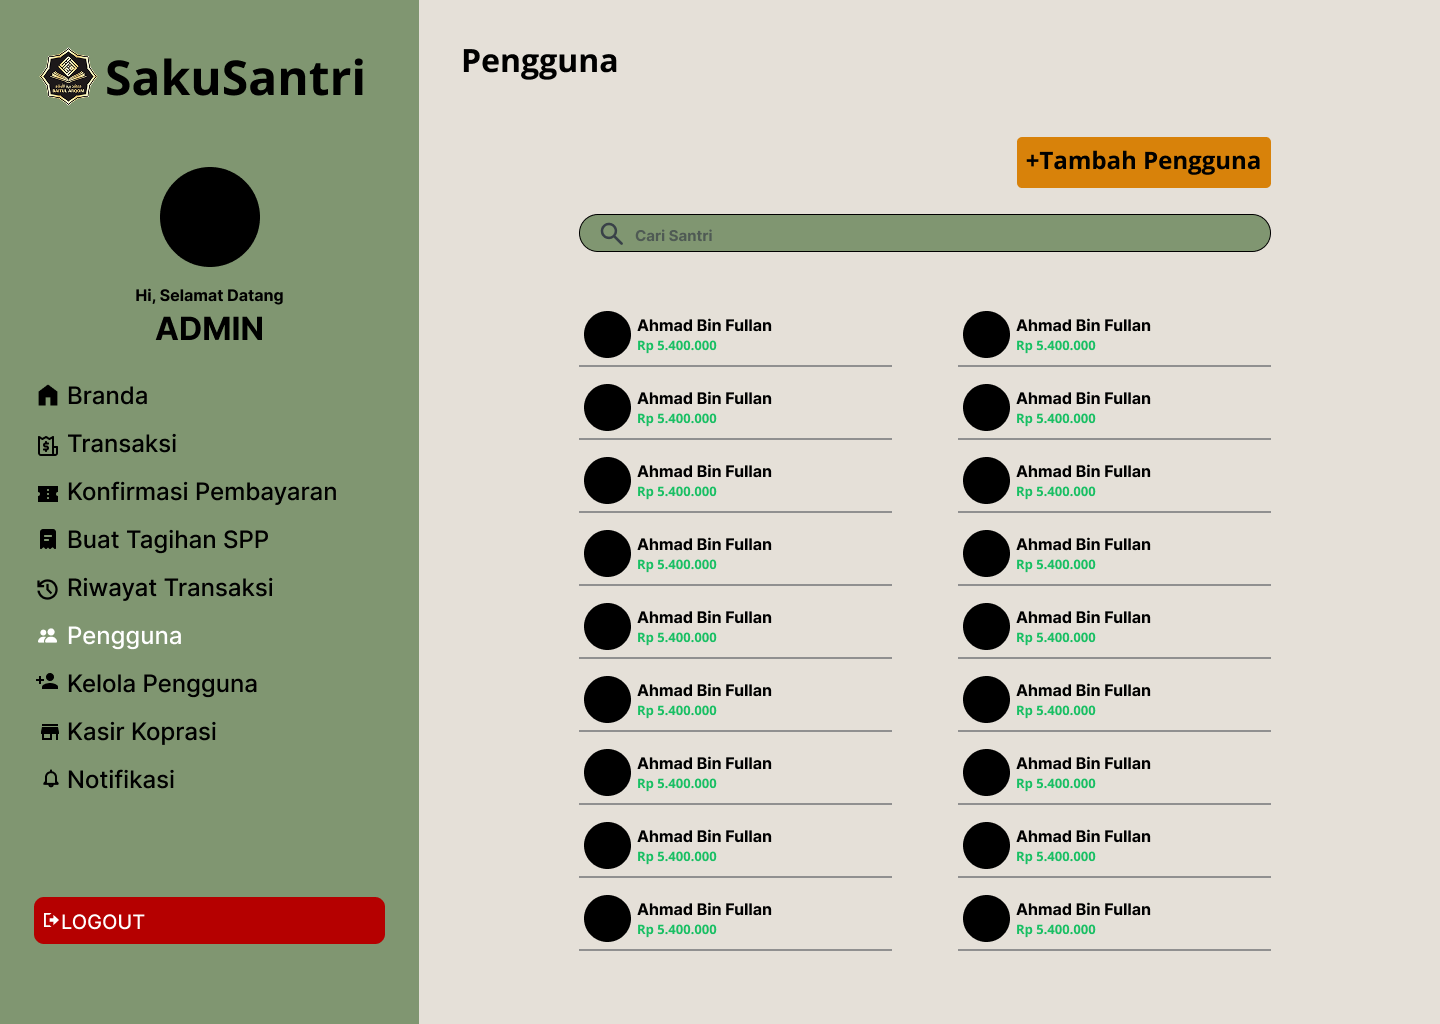 SakuSantri
Hi, Selamat Datang
ADMIN
Branda
Transaksi
Konfirmasi Pembayaran
Buat Tagihan SPP
Riwayat Transaksi
Pengguna
Kelola Pengguna
Kasir Koprasi
Notifikasi
LOGOUT
Pengguna
+Tambah Pengguna
Cari Santri
Ahmad Bin Fullan
Rp 5.400.000
Ahmad Bin Fullan
Rp 5.400.000
Ahmad Bin Fullan
Rp 5.400.000
Ahmad Bin Fullan
Rp 5.400.000
Ahmad Bin Fullan
Rp 5.400.000
Ahmad Bin Fullan
Rp 5.400.000
Ahmad Bin Fullan
Rp 5.400.000
Ahmad Bin Fullan
Rp 5.400.000
Ahmad Bin Fullan
Rp 5.400.000
Ahmad Bin Fullan
Rp 5.400.000
Ahmad Bin Fullan
Rp 5.400.000
Ahmad Bin Fullan
Rp 5.400.000
Ahmad Bin Fullan
Rp 5.400.000
Ahmad Bin Fullan
Rp 5.400.000
Ahmad Bin Fullan
Rp 5.400.000
Ahmad Bin Fullan
Rp 5.400.000
Ahmad Bin Fullan
Rp 5.400.000
Ahmad Bin Fullan
Rp 5.400.000